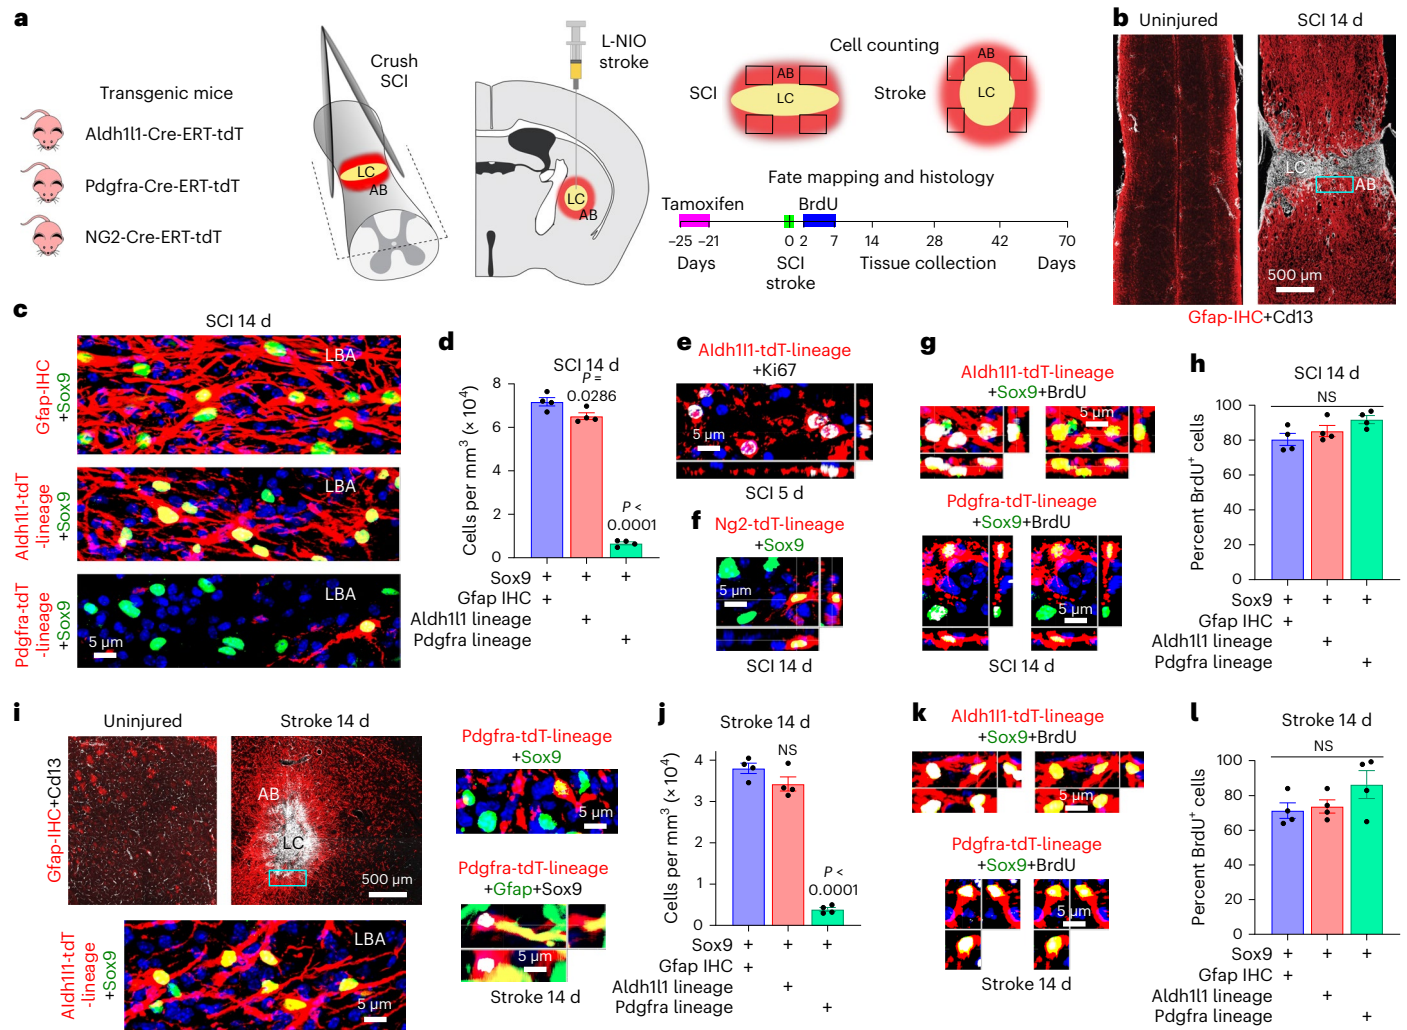 a
Transgenic mice
Aldh1l1-Cre-ERT-tdT
Pdgfra-Cre-ERT-tdT
NG2-Cre-ERT-tdT
Crush
SCI
LC
AB
L-NIO
stroke
LC
AB
Cell counting
SCI
AB
LC
Stroke
AB
LC
Fate mapping and histology
Tamoxifen
BrdU
–25 –21 0 2 7 14 28 42 70
Days SCI Tissue collection Days
stroke
b
Uninjured
SCI 14 d
LC
AB
500 µm
Gfap-IHC+Cd13
c
SCI 14 d
Gfap-IHC
+Sox9
LBA
Aldh1l1-tdT
-lineage
+Sox9
LBA
Pdgfra-tdT
-lineage
+Sox9
LBA
5 µm
d
SCI 14 d
P =
0.0286
P <
0.0001
Cells per mm³ (× 10⁴)
8
6
4
2
0
Sox9 + + +
Gfap IHC +
Aldh1l1 lineage +
Pdgfra lineage +
e
Aldh1l1-tdT-lineage
+Ki67
5 µm
SCI 5 d
f
Ng2-tdT-lineage
+Sox9
5 µm
SCI 14 d
g
Aldh1l1-tdT-lineage
+Sox9+BrdU
5 µm
Pdgfra-tdT-lineage
+Sox9+BrdU
5 µm
SCI 14 d
h
SCI 14 d
NS
Percent BrdU⁺ cells
100
80
60
40
20
0
Sox9 + + +
Gfap IHC +
Aldh1l1 lineage +
Pdgfra lineage +
i
Uninjured
Stroke 14 d
Gfap-IHC+Cd13
AB
LC
500 µm
Aldh1l1-tdT
-lineage
+Sox9
LBA
5 µm
Pdgfra-tdT-lineage
+Sox9
5 µm
Pdgfra-tdT-lineage
+Gfap+Sox9
5 µm
Stroke 14 d
j
Stroke 14 d
NS
P <
0.0001
Cells per mm³ (× 10⁴)
4
3
2
1
0
Sox9 + + +
Gfap IHC +
Aldh1l1 lineage +
Pdgfra lineage +
k
Aldh1l1-tdT-lineage
+Sox9+BrdU
5 µm
Pdgfra-tdT-lineage
+Sox9+BrdU
5 µm
Stroke 14 d
l
Stroke 14 d
NS
Percent BrdU⁺ cells
100
80
60
40
20
0
Sox9 + + +
Gfap IHC +
Aldh1l1 lineage +
Pdgfra lineage +